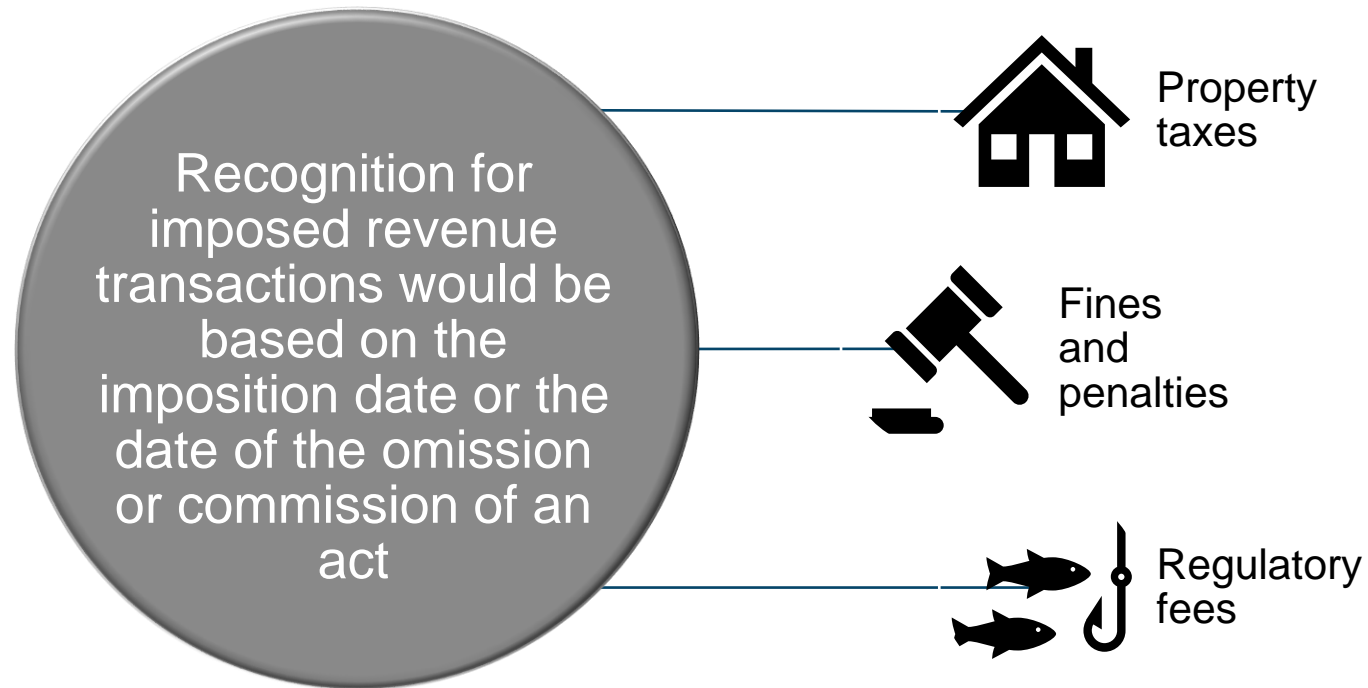 Recognition for
imposed revenue
transactions would be
based on the
imposition date or the
date of the omission
or commission of an
act
Property
taxes
Fines
and
penalties
Regulatory
fees